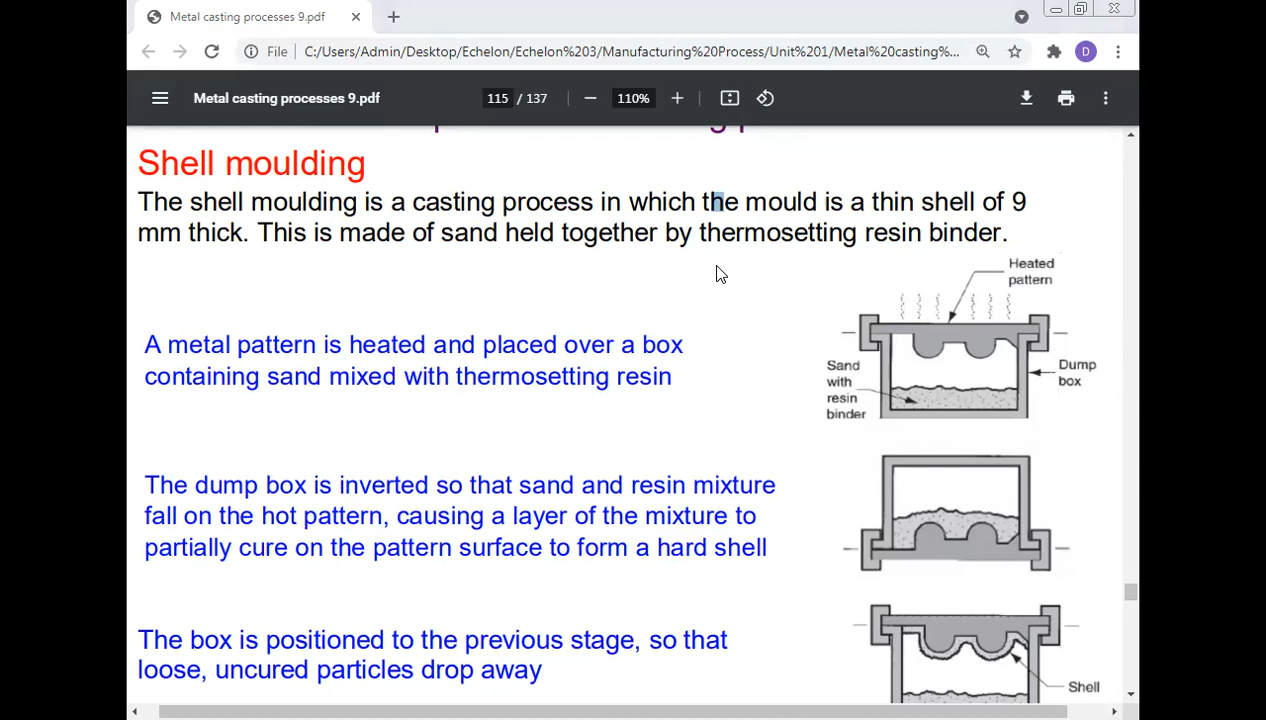 Metal casting processes 9.pdf
File
C:/Users/Admin/Desktop/Echelon/Echelon%203/Manufacturing%20Process/Unit%201/Metal%20casting%...
D
Metal casting processes 9.pdf
115 / 137
110%
Shell moulding
The shell moulding is a casting process in which the mould is a thin shell of 9
mm thick. This is made of sand held together by thermosetting resin binder.
Heated
pattern
A metal pattern is heated and placed over a box
containing sand mixed with thermosetting resin
Sand
with
resin
binder
Dump
box
The dump box is inverted so that sand and resin mixture
fall on the hot pattern, causing a layer of the mixture to
partially cure on the pattern surface to form a hard shell
The box is positioned to the previous stage, so that
loose, uncured particles drop away
Shell